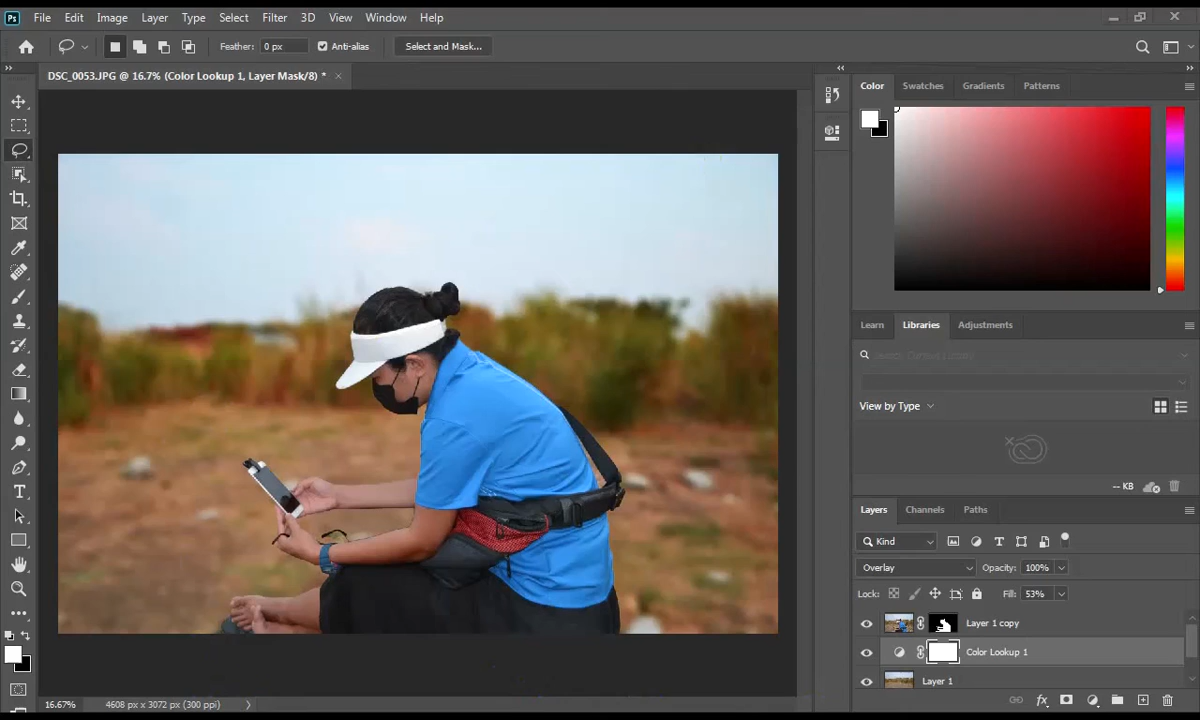 Ps File Edit Image Layer Type Select Filter 3D View Window Help
Feather: 0 px Anti-alias Select and Mask...
DSC_0053.JPG @ 16.7% (Color Lookup 1, Layer Mask/8) *
Color Swatches Gradients Patterns
Learn Libraries Adjustments
View by Type
-- KB
Layers Channels Paths
Kind
Overlay Opacity: 100%
Lock: Fill: 53%
Layer 1 copy
Color Lookup 1
Layer 1
16.67% 4608 px x 3072 px (300 ppi)